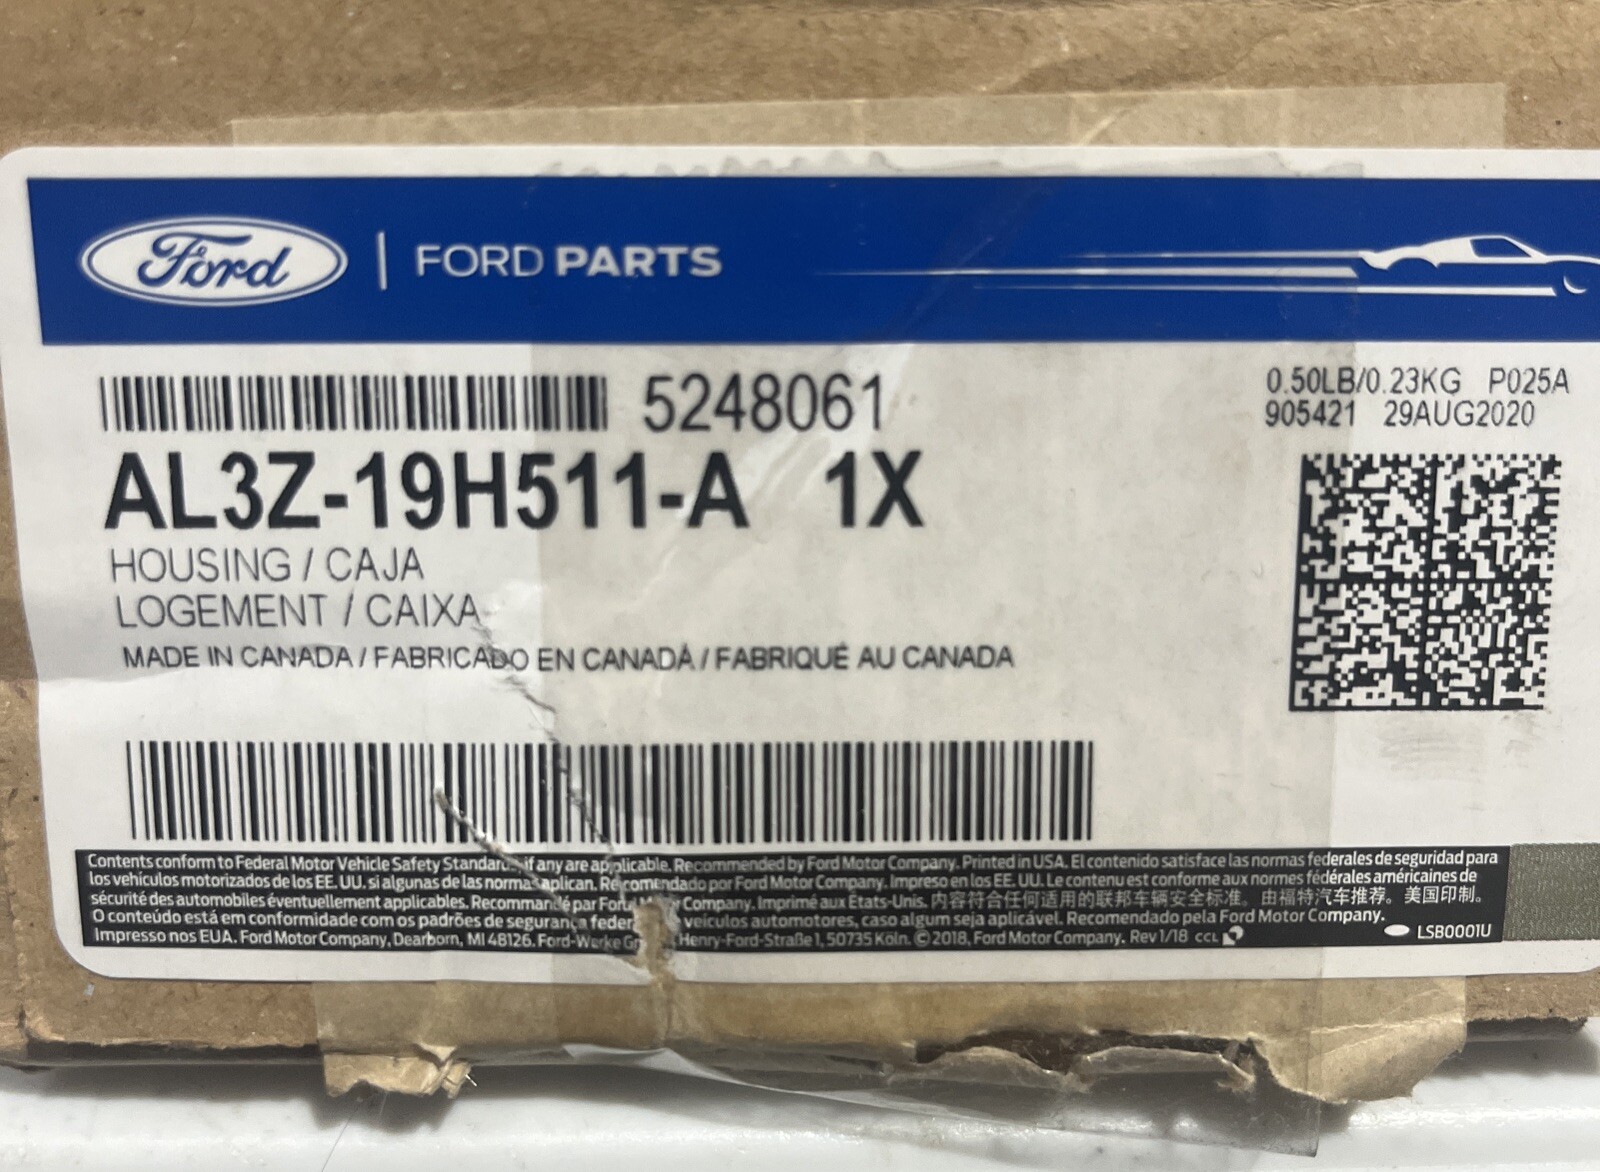 Ford | FORD PARTS
5248061
0.50LB/0.23KG P025A
905421 29AUG2020
AL3Z-19H511-A 1X
HOUSING / CAJA
LOGEMENT / CAIXA
MADE IN CANADA / FABRICADO EN CANADÁ / FABRIQUÉ AU CANADA
Contents conform to Federal Motor Vehicle Safety if any are applicable. Recommended by Ford Motor Company. Printed in USA. El contenido satisface las normas federales de seguridad para
los vehículos motorizados de los EE. UU. si algunas de las normas aplican. Recomendado por Ford Motor Company. Impreso en los EE. UU. Le contenu est conforme aux normes fédérales américaines de
sécurité des automobiles éventuellement applicables. Recommandé par Company. Imprimé aux États-Unis. 内容符合任何适用的联邦车辆安全标准。 由福特汽车推荐。 美国印制。
O conteúdo está em conformidade com os padrões de segurança veículos automotores, caso algum seja aplicável. Recomendado pela Ford Motor Company.
Impresso nos EUA. Ford Motor Company, Dearborn, MI 48126. Ford-Werke Henry-Ford-Straße 1, 50735 Köln. © 2018, Ford Motor Company. Rev 1/18 CCL
LSB0001U